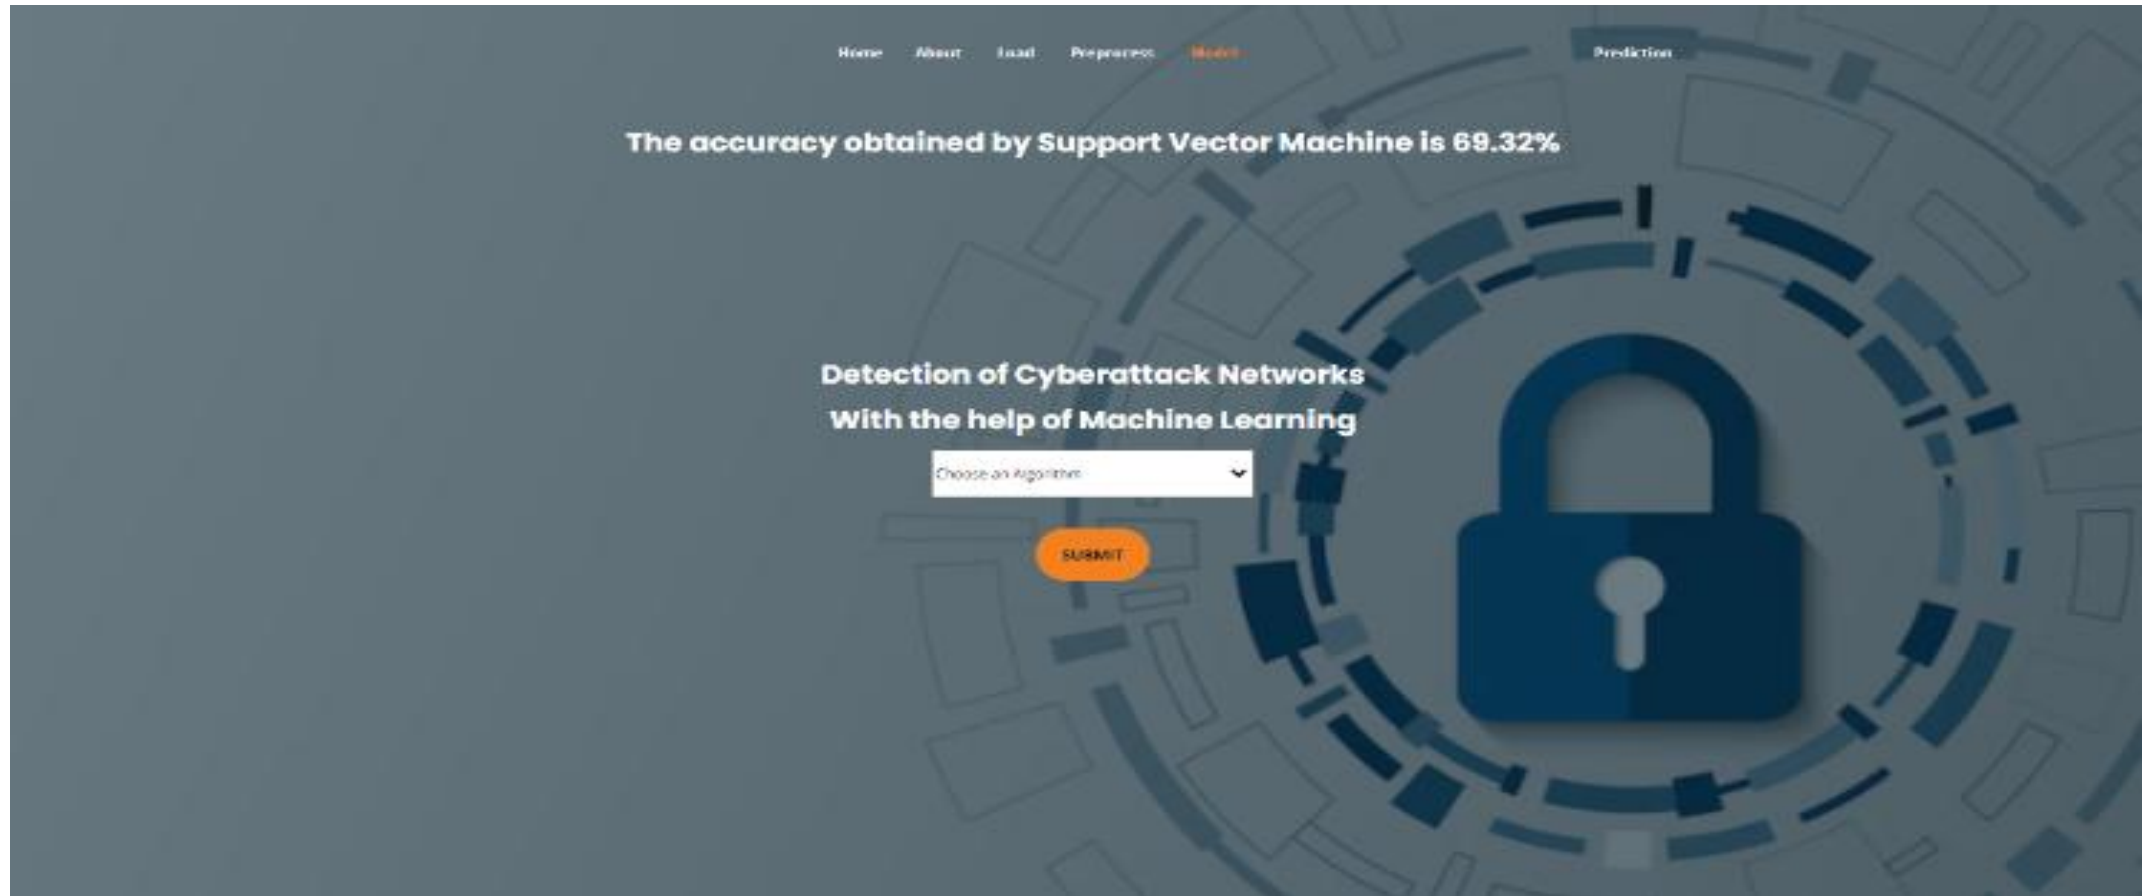 Home About Load Preprocess Model Prediction
The accuracy obtained by Support Vector Machine is 69.32%
Detection of Cyberattack Networks
With the help of Machine Learning
Choose an Algorithm
SUBMIT